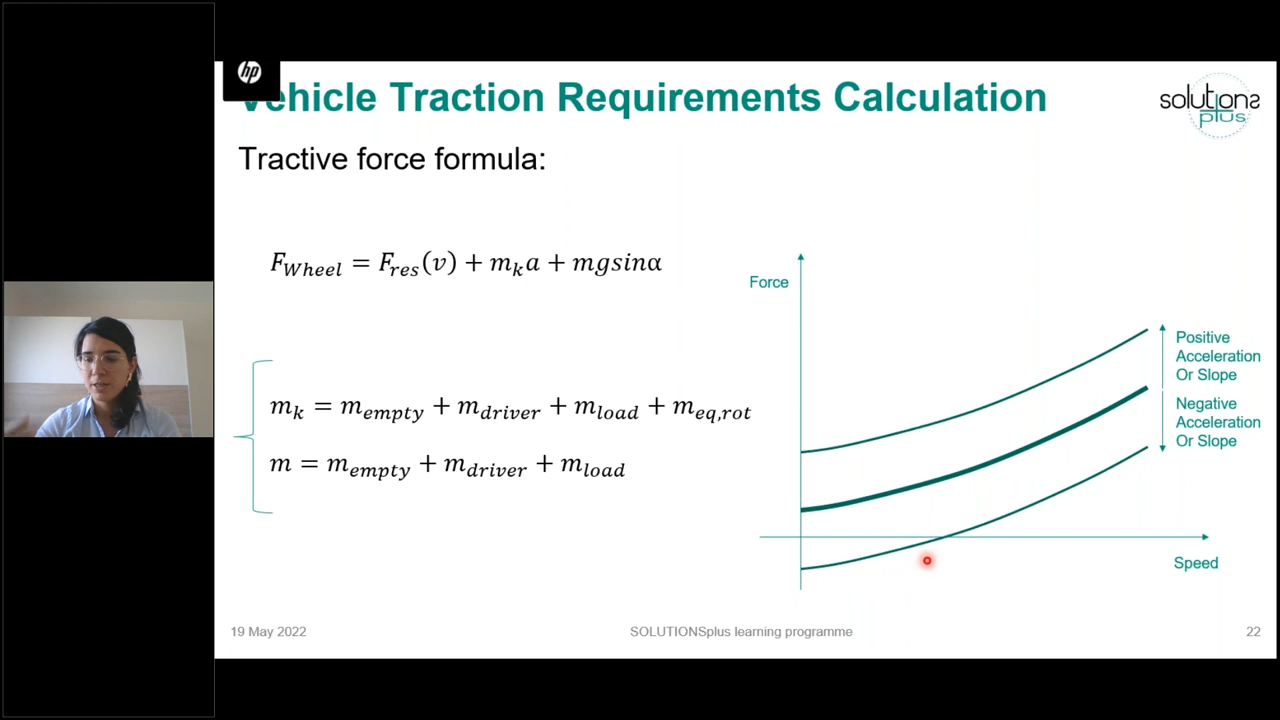 hp
Vehicle Traction Requirements Calculation
solutions
plus
Tractive force formula:
F_Wheel = F_res(v) + m_k a + mgsinα
m_k = m_empty + m_driver + m_load + m_eq,rot
m = m_empty + m_driver + m_load
Force
Positive
Acceleration
Or Slope
Negative
Acceleration
Or Slope
Speed
19 May 2022
SOLUTIONSplus learning programme
22